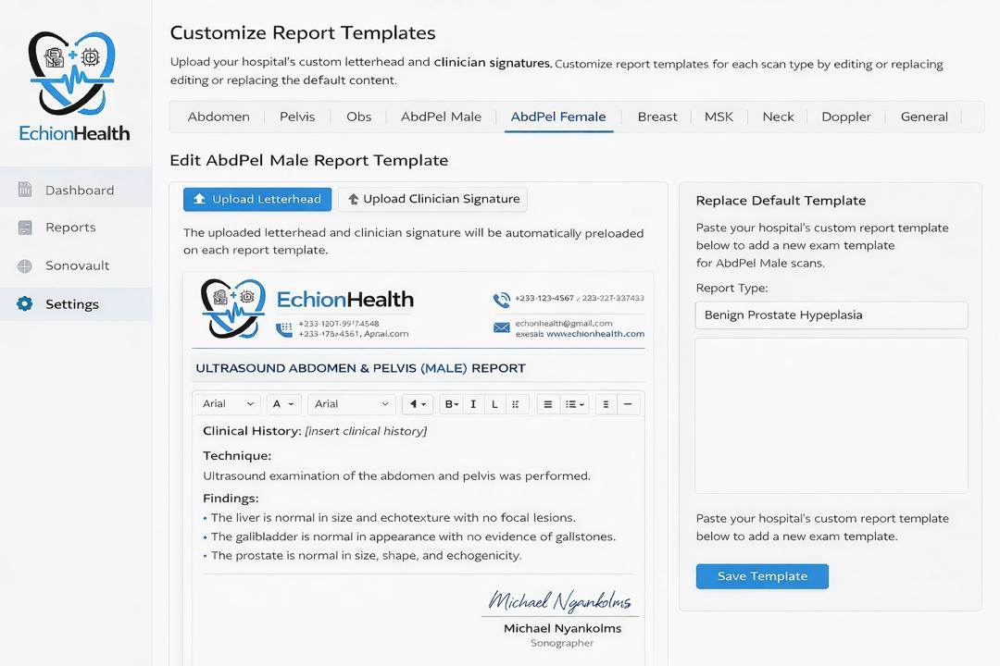 EchionHealth
Dashboard
Reports
Sonovault
Settings
Customize Report Templates
Upload your hospital's custom letterhead and clinician signatures. Customize report templates for each scan type by editing or replacing
editing or replacing the default content.
Abdomen
Pelvis
Obs
AbdPel Male
AbdPel Female
Breast
MSK
Neck
Doppler
General
Edit AbdPel Male Report Template
Upload Letterhead
Upload Clinician Signature
The uploaded letterhead and clinician signature will be automatically preloaded
on each report template.
EchionHealth
+233-123-4567 / 223-227-337433
echonhealth@gmail.com
www.echionhealth.com
ULTRASOUND ABDOMEN & PELVIS (MALE) REPORT
Arial A Arial B I L
Clinical History: [insert clinical history]
Technique:
Ultrasound examination of the abdomen and pelvis was performed.
Findings:
• The liver is normal in size and echotexture with no focal lesions.
• The galibladder is normal in appearance with no evidence of gallstones.
• The prostate is normal in size, shape, and echogenicity.
Michael Nyankolms
Michael Nyankolms
Sonographer
Replace Default Template
Paste your hospital's custom report template
below to add a new exam template
for AbdPel Male scans.
Report Type:
Benign Prostate Hypeplasia
Paste your hospital's custom report template
below to add a new exam template.
Save Template